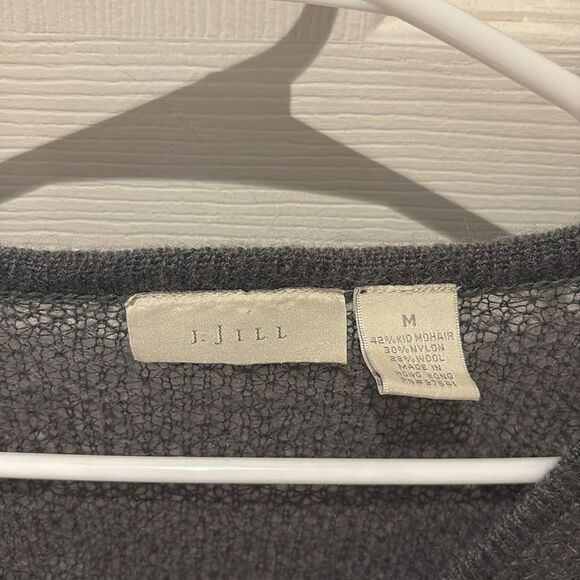 J. JILL
M
42% KID MOHAIR
30% NYLON
28% WOOL
MADE IN
HONG KONG